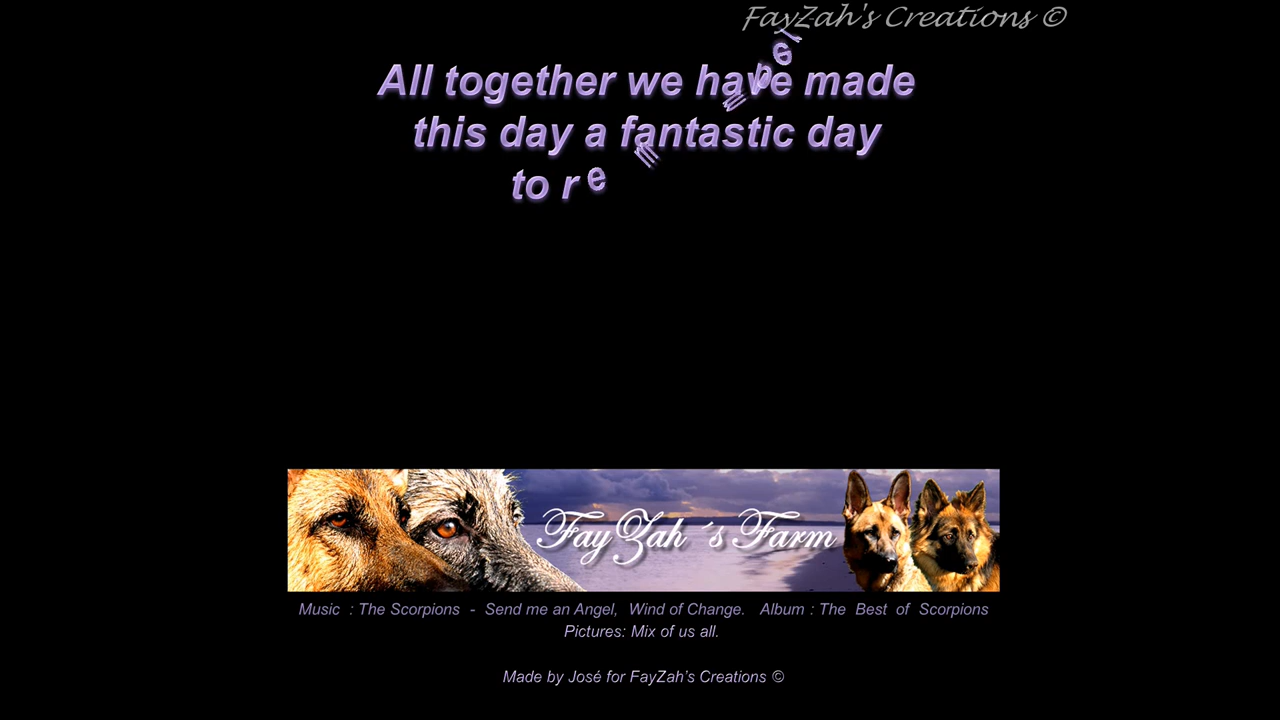 FayZah's Creations ©
All together we have made
this day a fantastic day
to remember
FayZah´s Farm
Music : The Scorpions - Send me an Angel, Wind of Change. Album : The Best of Scorpions
Pictures: Mix of us all.
Made by José for FayZah's Creations ©